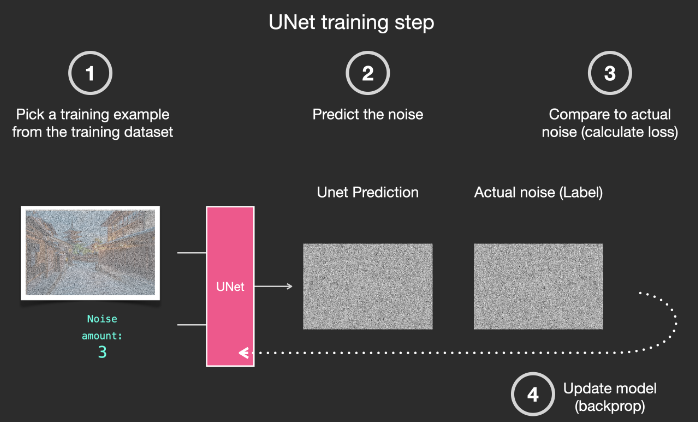 UNet training step
1
2
3
Pick a training example
from the training dataset
Predict the noise
Compare to actual
noise (calculate loss)
Unet Prediction
Actual noise (Label)
UNet
Noise
amount:
3
4
Update model
(backprop)